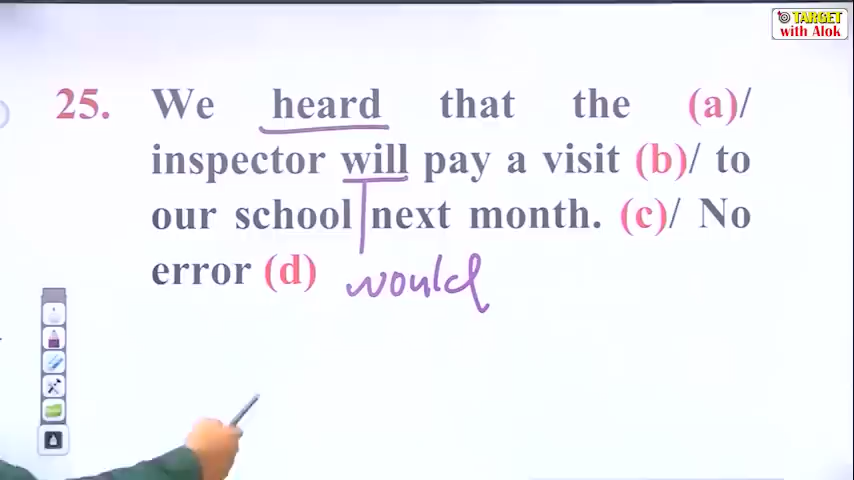 TARGET
with Alok
25. We heard that the (a)/
inspector will pay a visit (b)/ to
our school next month. (c)/ No
error (d)
would